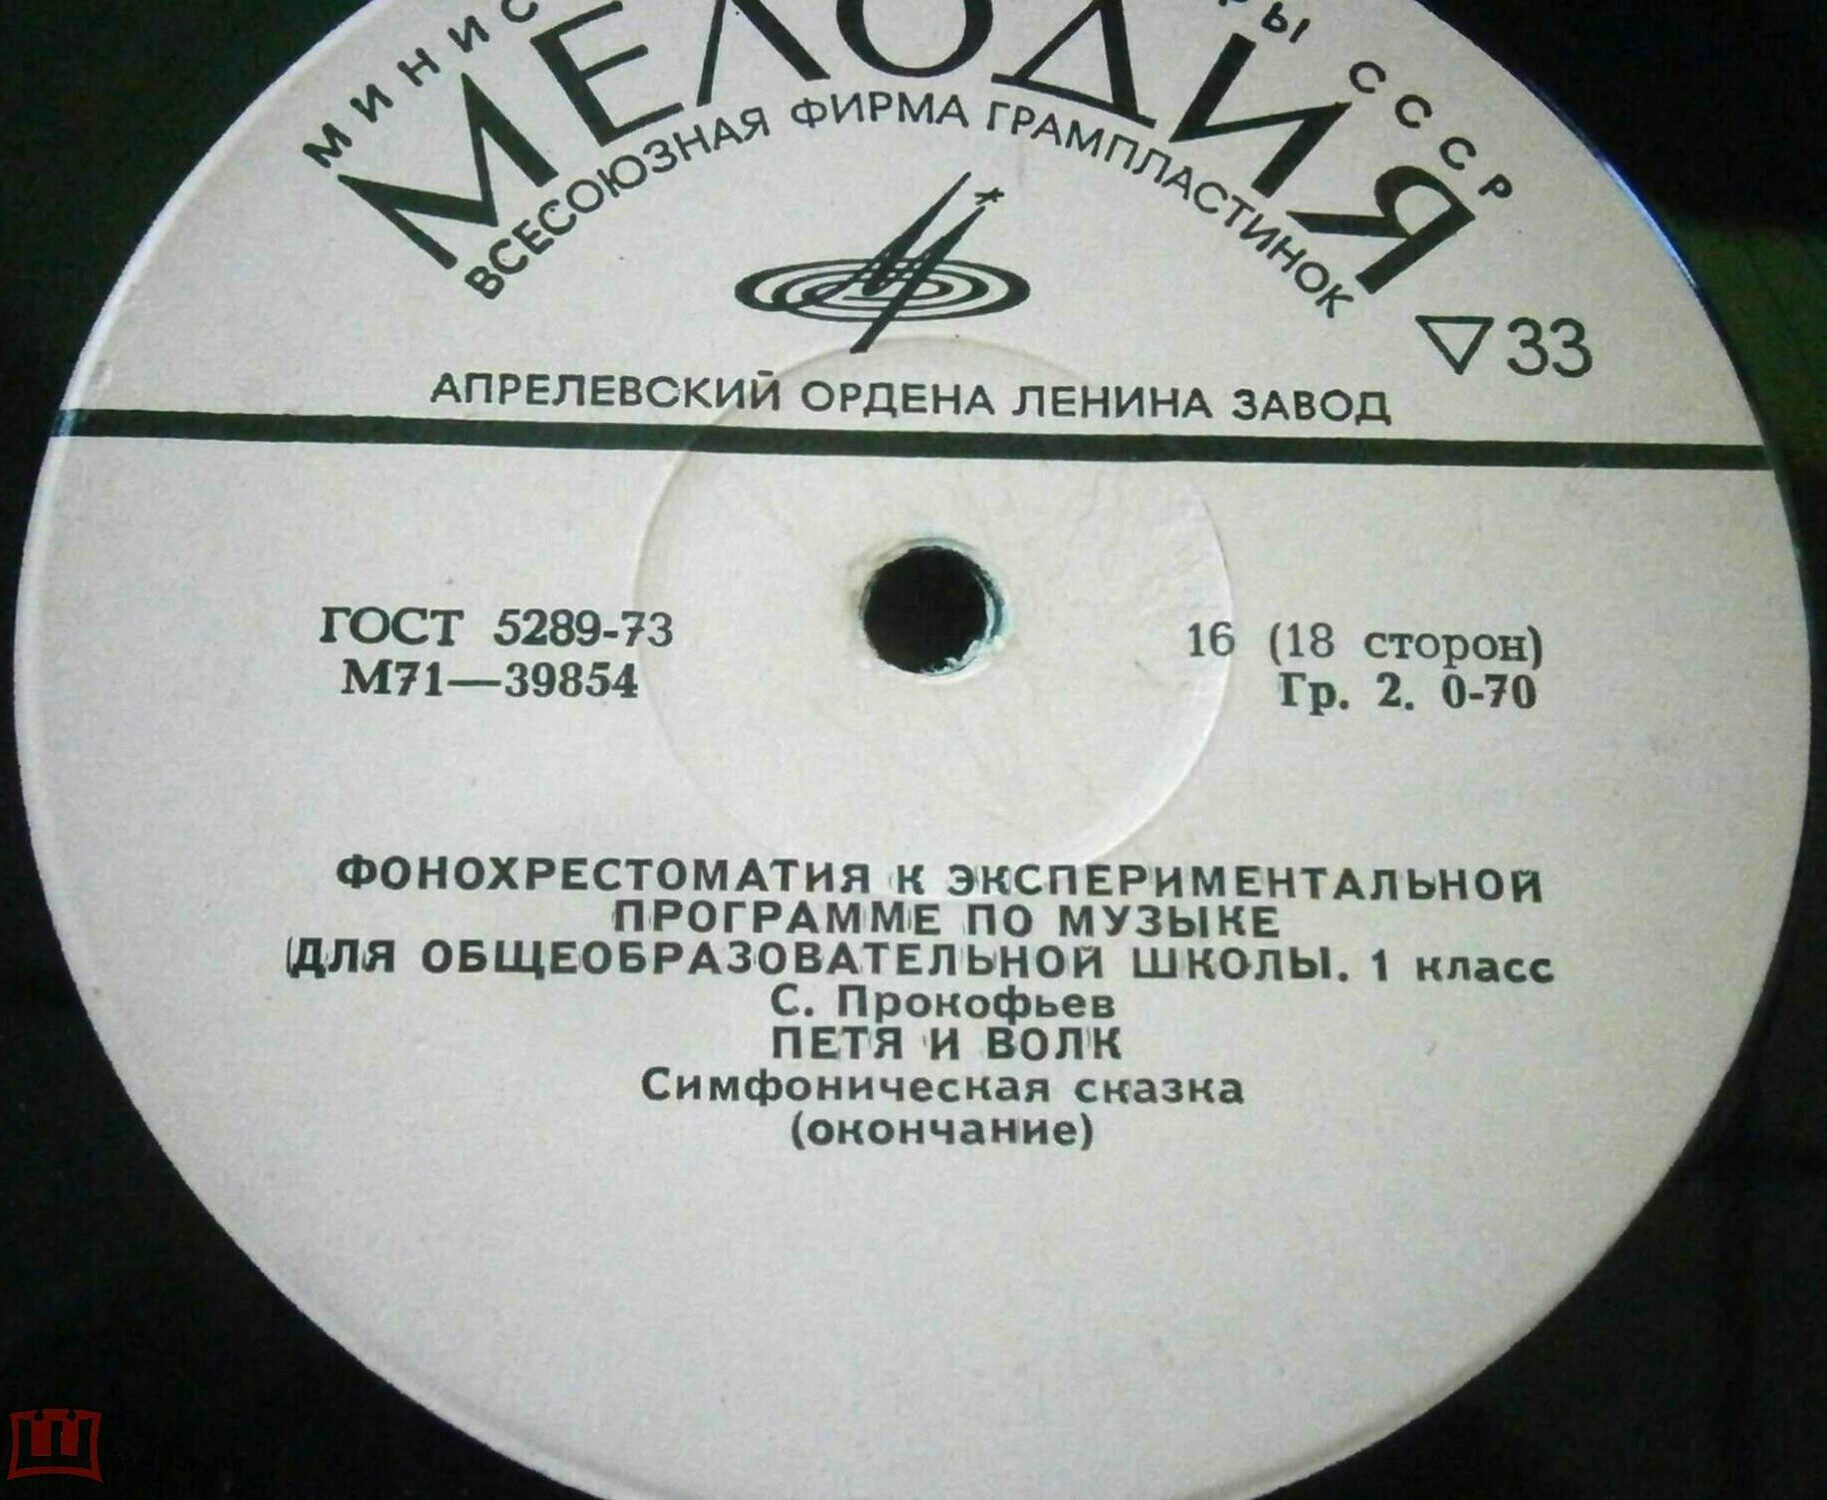 СССР
МЕЛОДИЯ
ВСЕСОЮЗНАЯ ФИРМА ГРАМПЛАСТИНОК
33
АПРЕЛЕВСКИЙ ОРДЕНА ЛЕНИНА ЗАВОД
ГОСТ 5289-73
М71—39854
16 (18 сторон)
Гр. 2. 0-70
ФОНОХРЕСТОМАТИЯ К ЭКСПЕРИМЕНТАЛЬНОЙ
ПРОГРАММЕ ПО МУЗЫКЕ
ДЛЯ ОБЩЕОБРАЗОВАТЕЛЬНОЙ ШКОЛЫ. 1 класс
С. Прокофьев
ПЕТЯ И ВОЛК
Симфоническая сказка
(окончание)